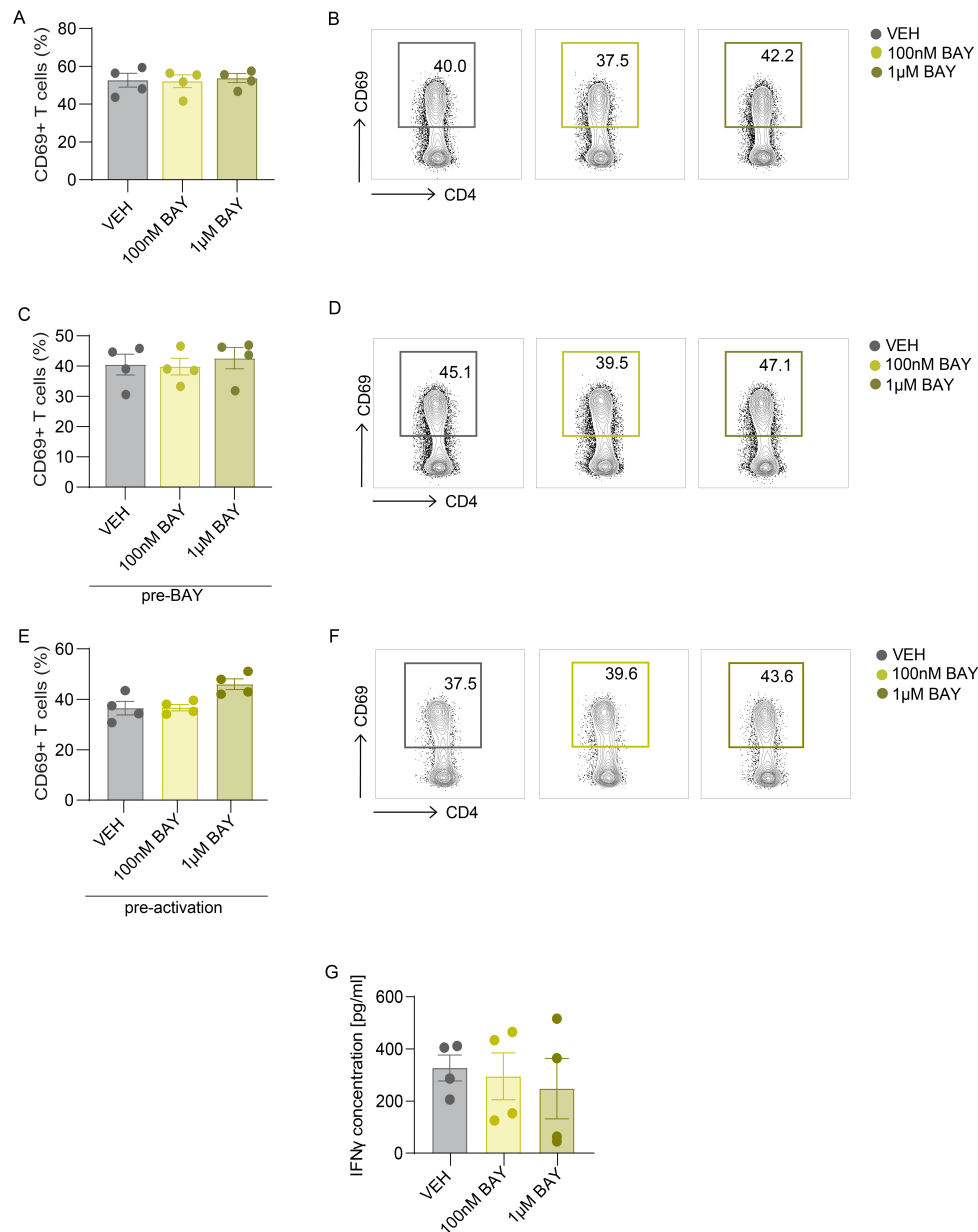 A
CD69+ T cells (%)
80
60
40
20
0
VEH
100nM BAY
1µM BAY
B
CD69
CD4
40.0
37.5
42.2
VEH
100nM BAY
1µM BAY
C
CD69+ T cells (%)
50
40
30
20
10
0
VEH
100nM BAY
1µM BAY
pre-BAY
D
CD69
CD4
45.1
39.5
47.1
VEH
100nM BAY
1µM BAY
E
CD69+ T cells (%)
60
40
20
0
VEH
100nM BAY
1µM BAY
pre-activation
F
CD69
CD4
37.5
39.6
43.6
VEH
100nM BAY
1µM BAY
G
IFNγ concentration [pg/ml]
600
400
200
0
VEH
100nM BAY
1µM BAY